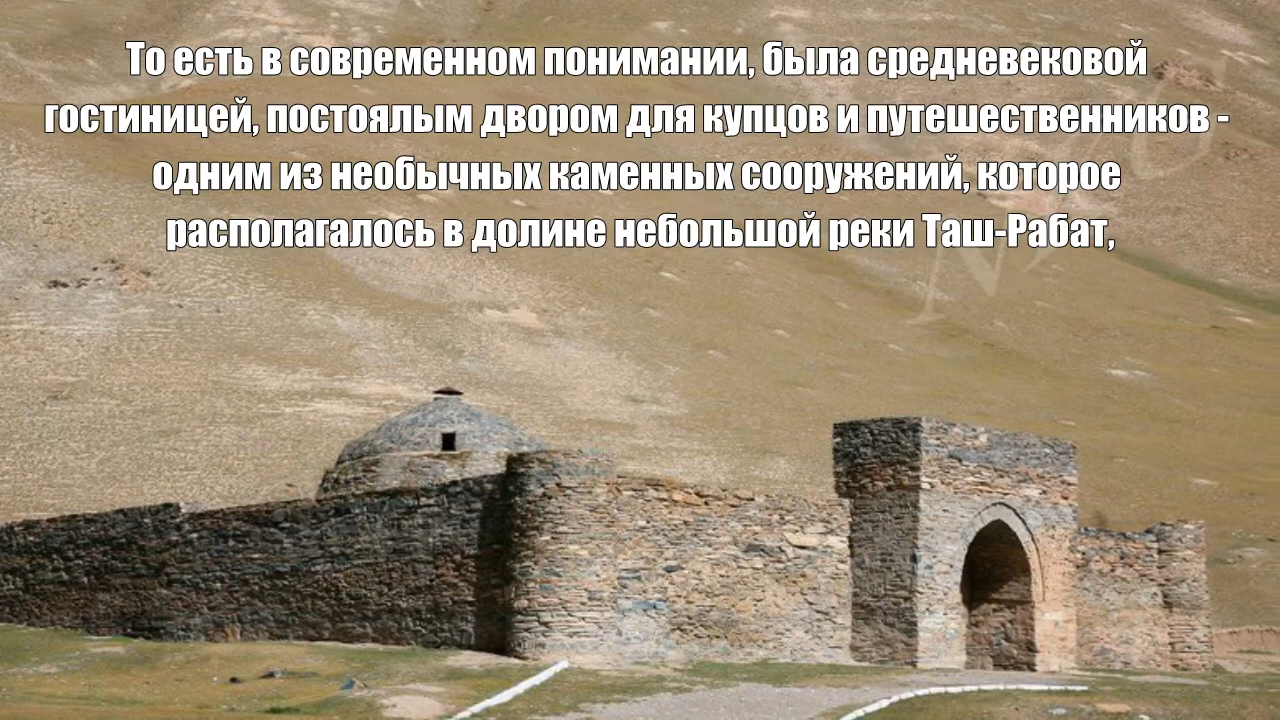 То есть в современном понимании, была средневековой
гостиницей, постоялым двором для купцов и путешественников -
одним из необычных каменных сооружений, которое
располагалось в долине небольшой реки Таш-Рабат,